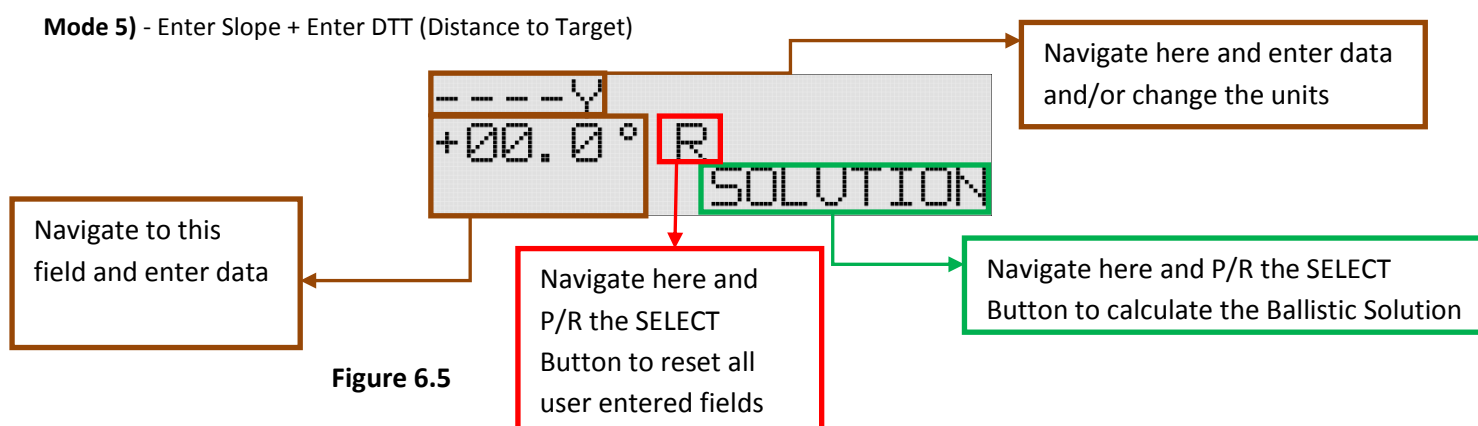 Mode 5) - Enter Slope + Enter DTT (Distance to Target)
Navigate here and enter data
and/or change the units
----Y
+00.0° R
SOLUTION
Navigate to this
field and enter data
Navigate here and
P/R the SELECT
Button to reset all
user entered fields
Navigate here and P/R the SELECT
Button to calculate the Ballistic Solution
Figure 6.5